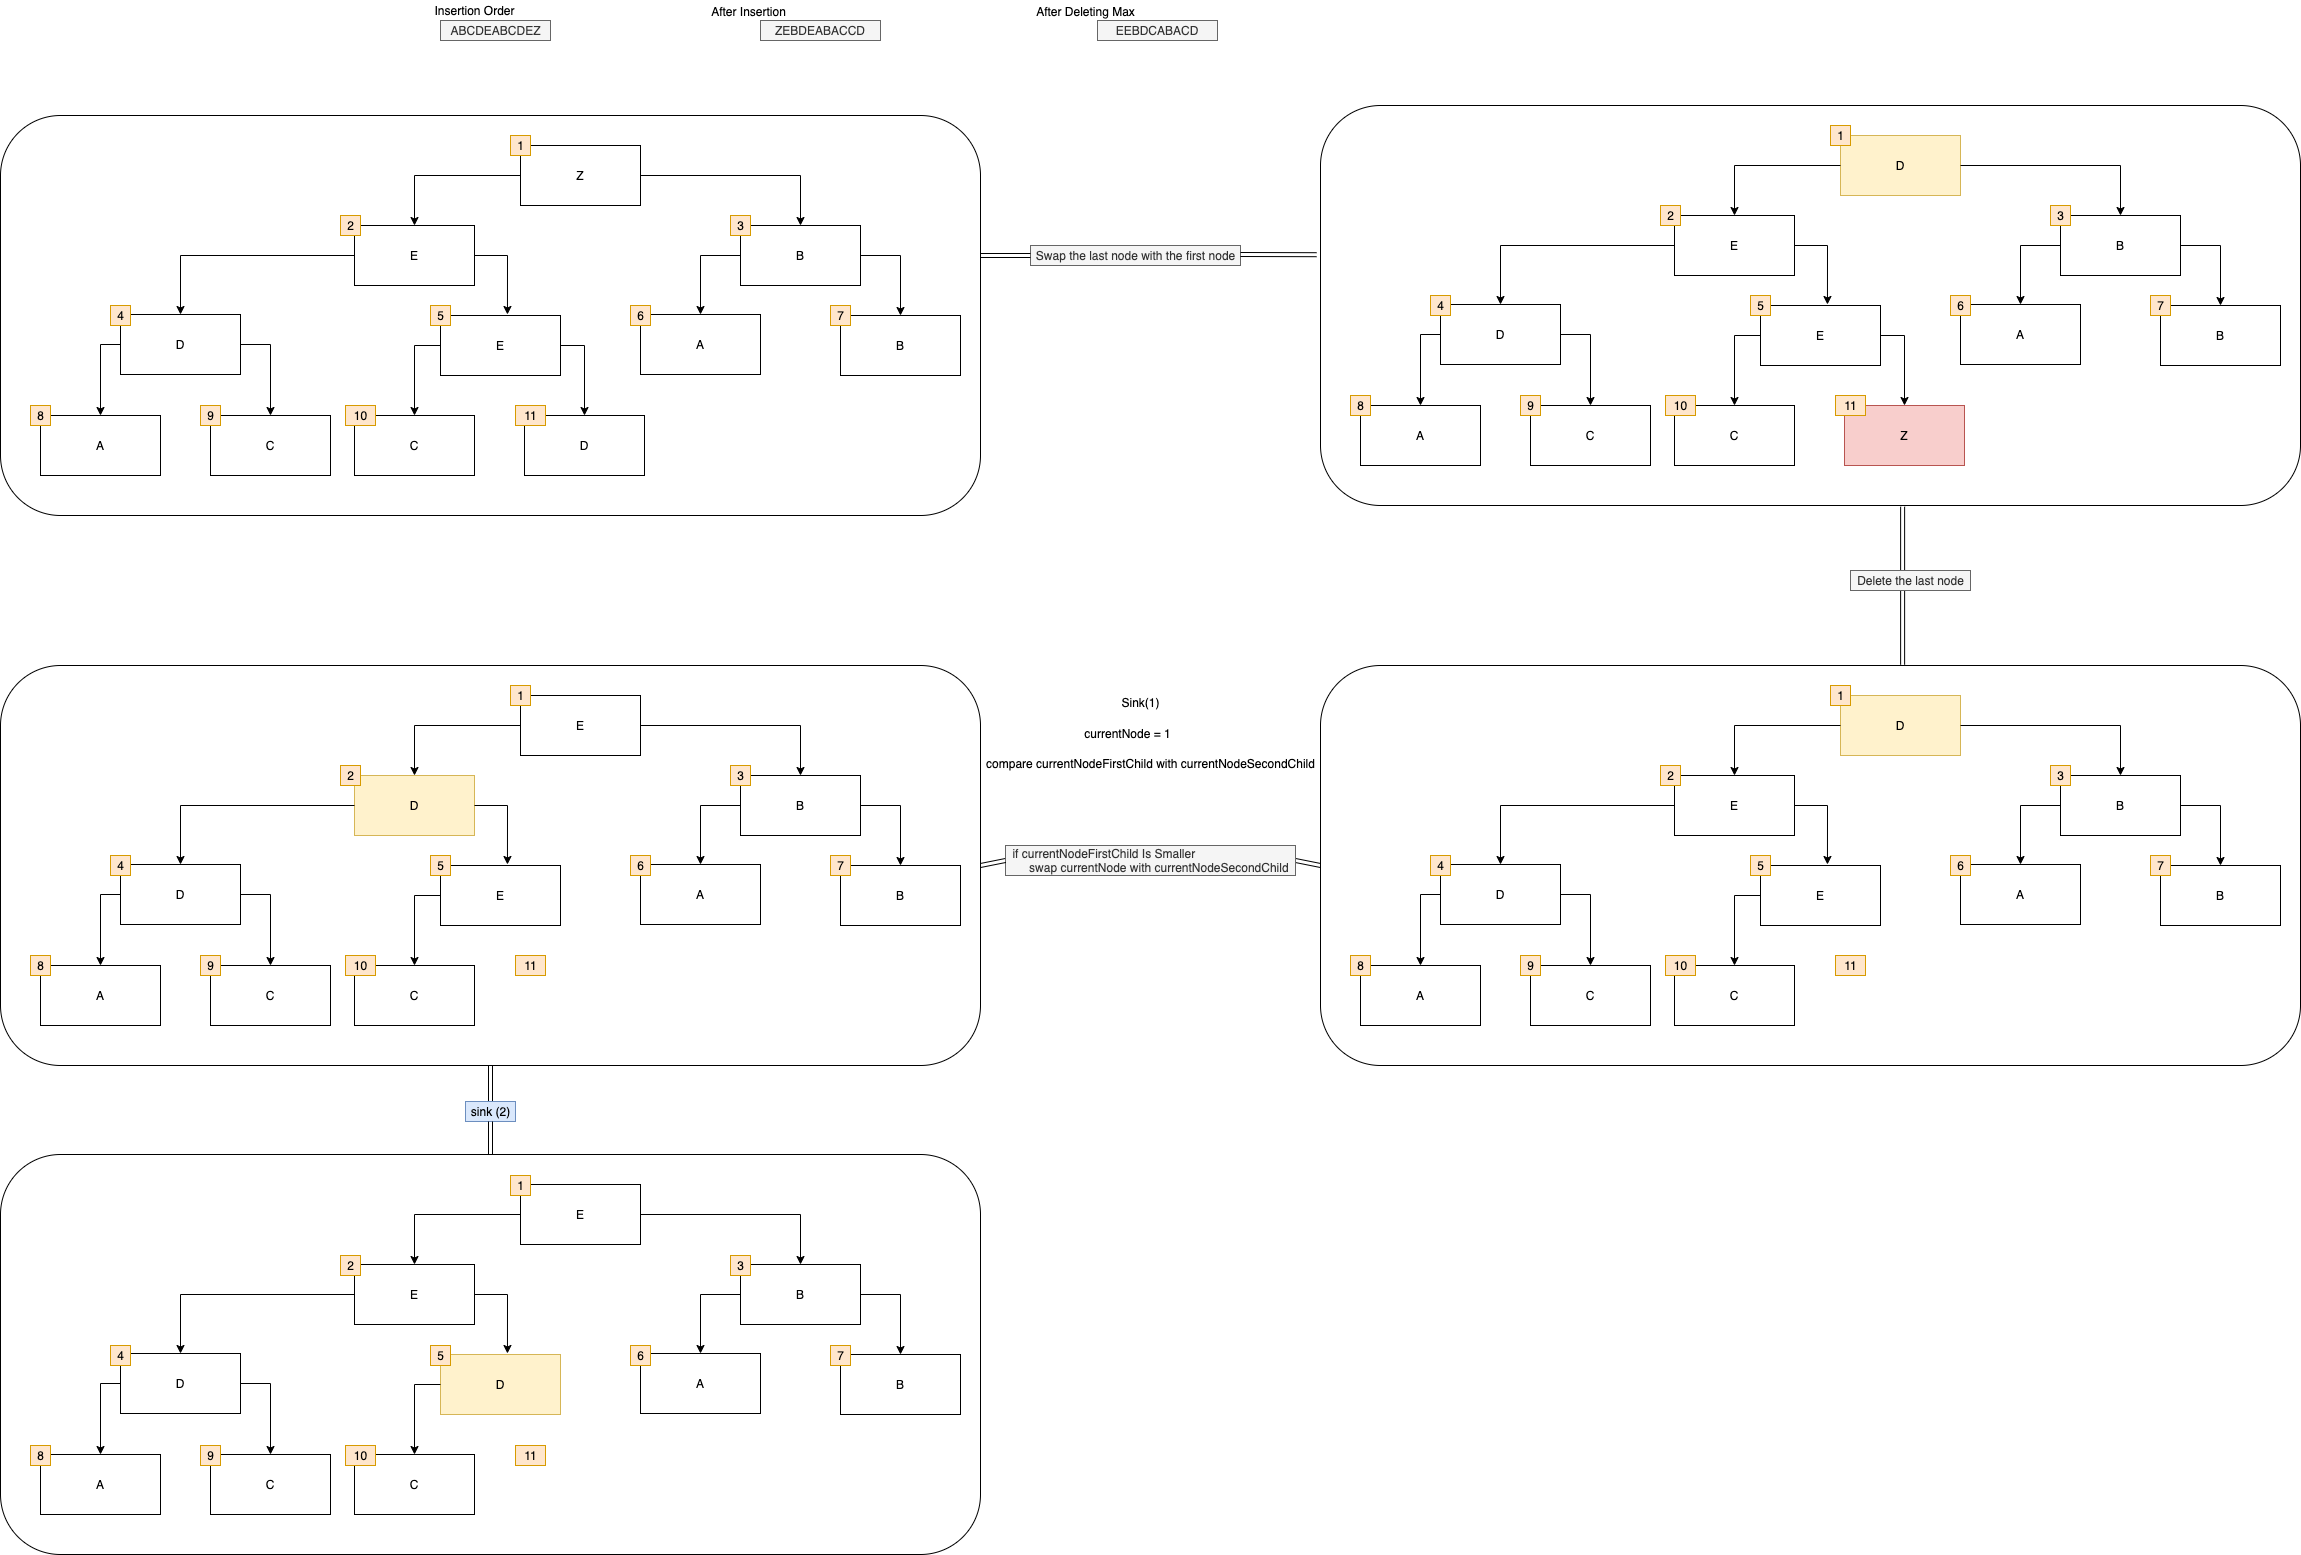 Insertion Order
After Insertion
After Deleting Max
ABCDEABCDEZ
ZEBDEABACCD
EEBDCABACD
1
Z
2
3
E
B
4
5
6
7
D
E
A
B
8
9
10
11
A
C
C
D
Swap the last node with the first node
1
D
2
3
E
B
4
5
6
7
D
E
A
B
8
9
10
11
A
C
C
Z
Delete the last node
1
D
2
3
E
B
4
5
6
7
D
E
A
B
8
9
10
11
A
C
C
Sink(1)
currentNode = 1
compare currentNodeFirstChild with currentNodeSecondChild
if currentNodeFirstChild Is Smaller
swap currentNode with currentNodeSecondChild
1
E
2
3
D
B
4
5
6
7
D
E
A
B
8
9
10
11
A
C
C
sink (2)
1
E
2
3
E
B
4
5
6
7
D
D
A
B
8
9
10
11
A
C
C